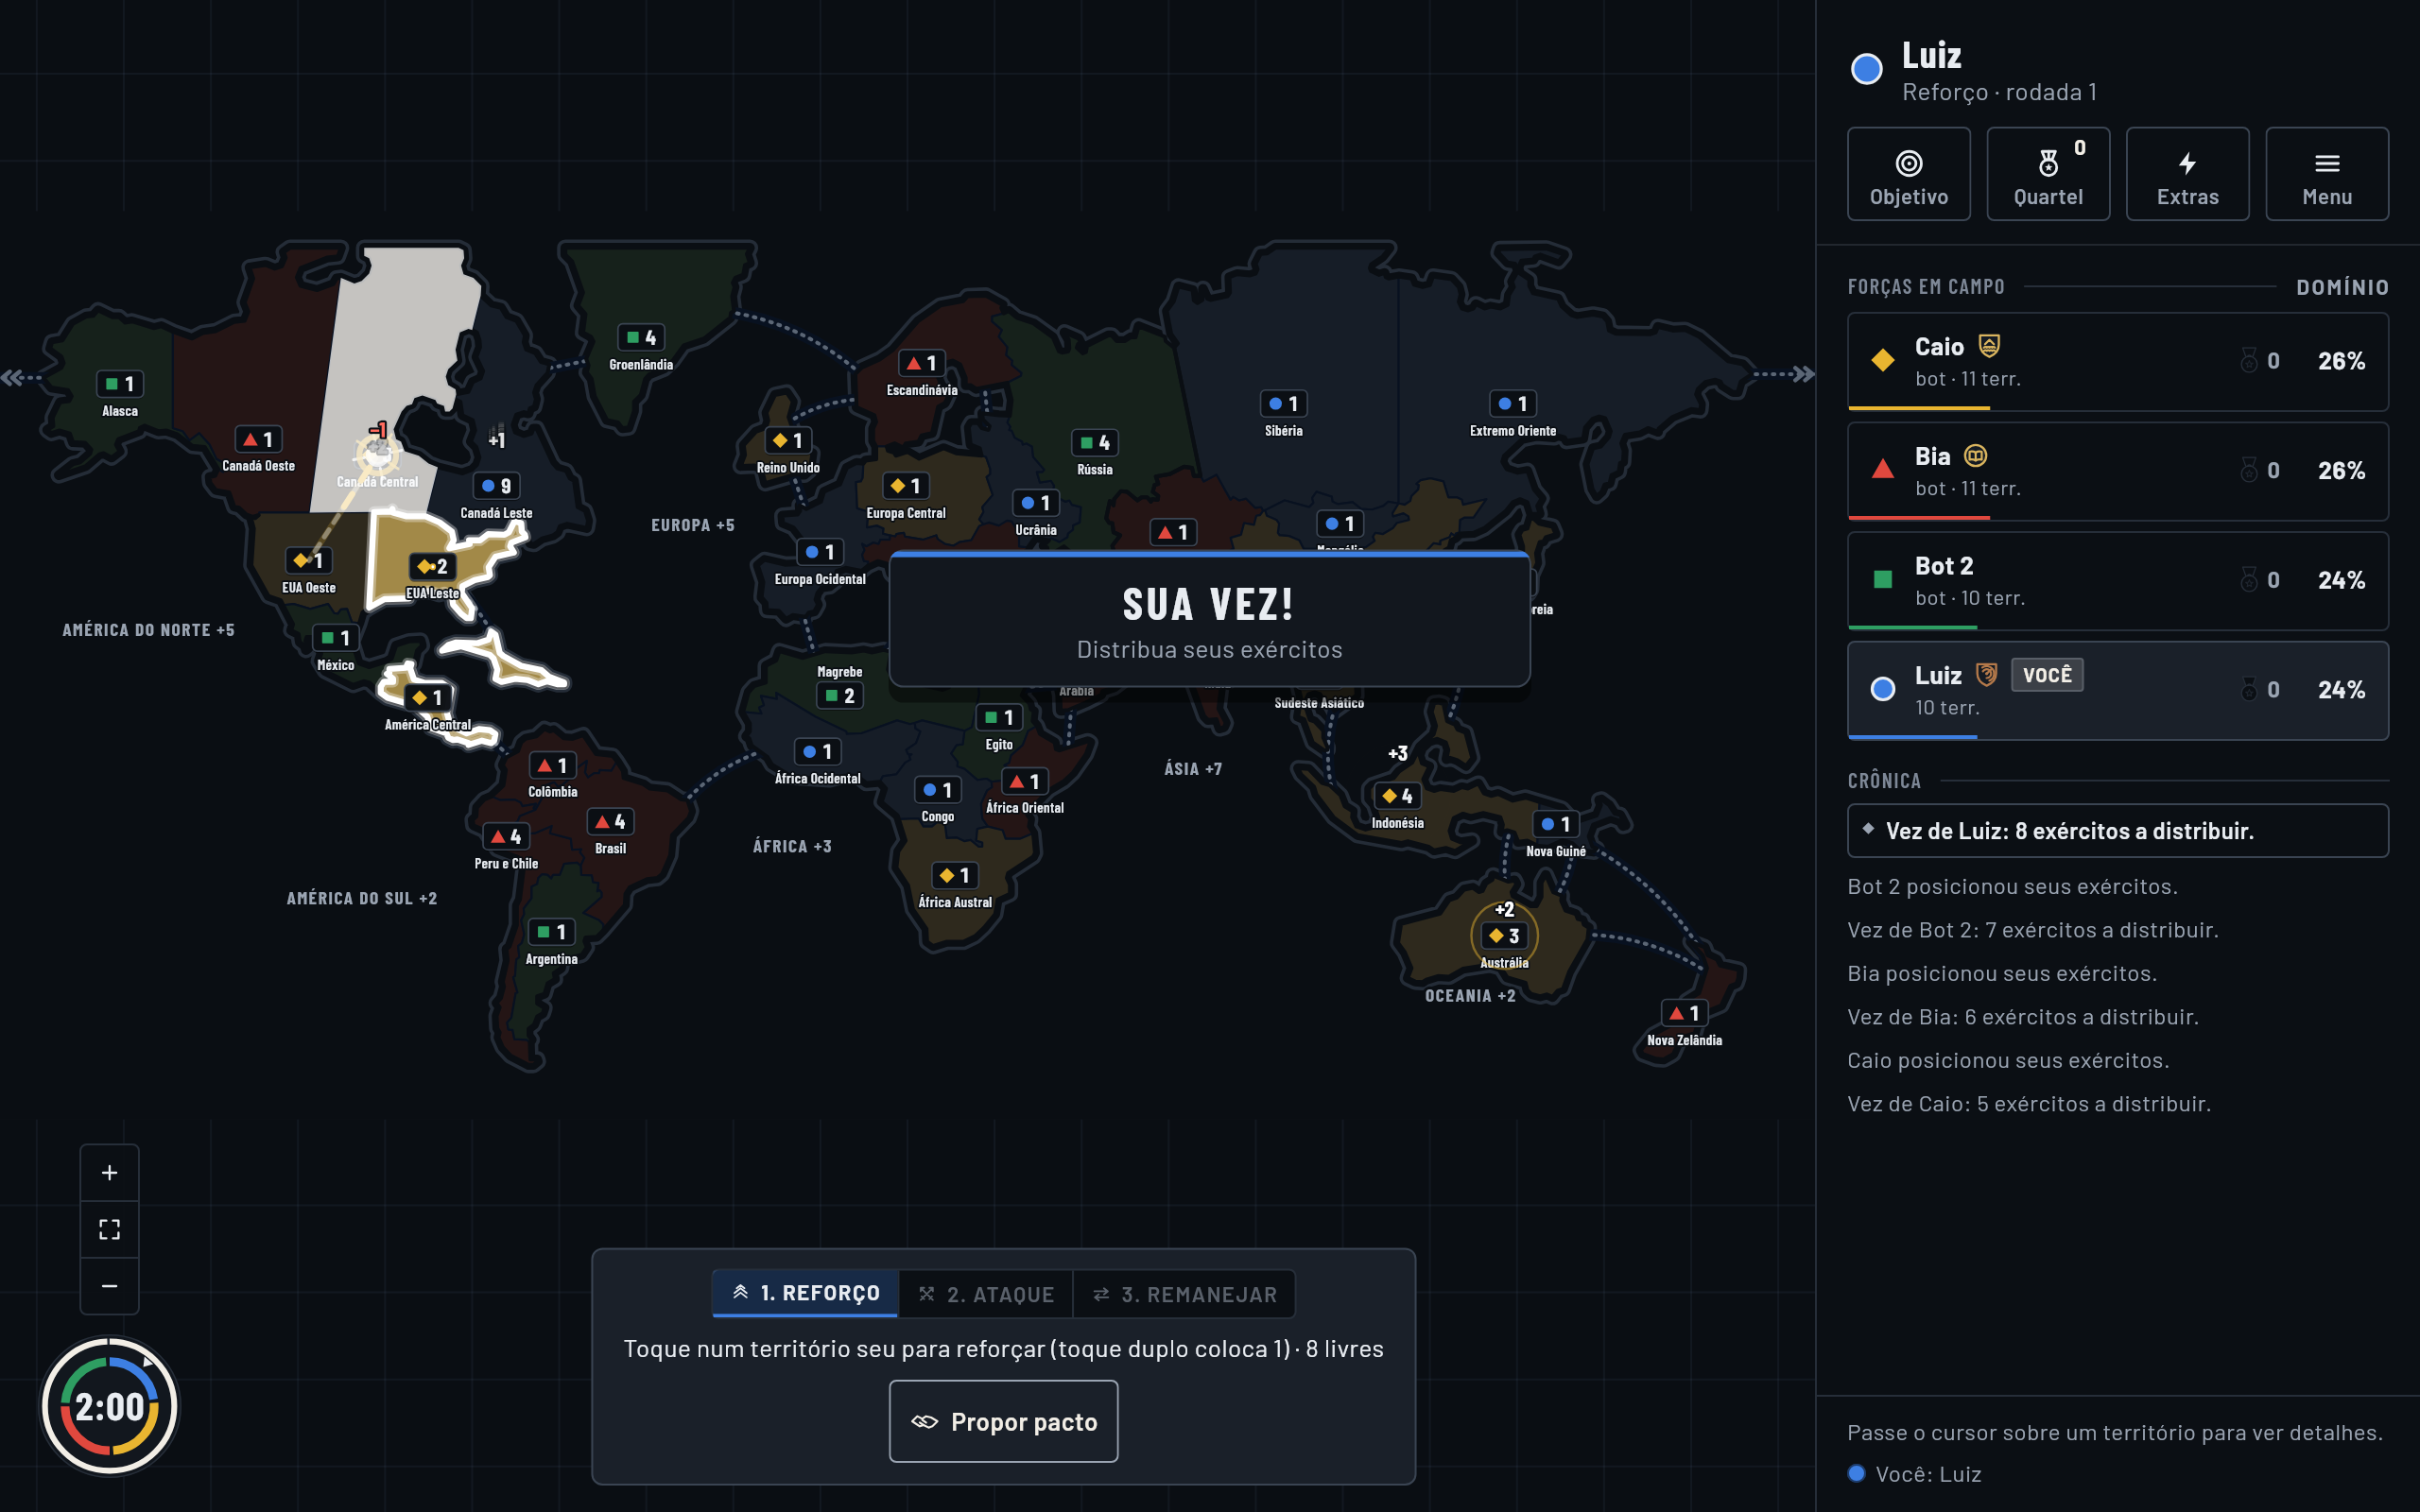 Luiz
Reforço · rodada 1
Objetivo
0
Quartel
Extras
Menu
FORÇAS EM CAMPO
DOMÍNIO
Caio
bot · 11 terr.
0
26%
Bia
bot · 11 terr.
0
26%
Bot 2
bot · 10 terr.
0
24%
Luiz
VOCÊ
10 terr.
0
24%
CRÔNICA
Vez de Luiz: 8 exércitos a distribuir.
Bot 2 posicionou seus exércitos.
Vez de Bot 2: 7 exércitos a distribuir.
Bia posicionou seus exércitos.
Vez de Bia: 6 exércitos a distribuir.
Caio posicionou seus exércitos.
Vez de Caio: 5 exércitos a distribuir.
Passe o cursor sobre um território para ver detalhes.
Você: Luiz
4
Groenlândia
1
Alasca
1
Escandinávia
1
Sibéria
1
Extremo Oriente
1
Canadá Oeste
-1
Canadá Central
+1
9
Canadá Leste
1
Reino Unido
4
Rússia
1
Europa Central
1
Ucrânia
EUROPA +5
1
1
1
EUA Oeste
2
EUA Leste
1
Europa Ocidental
SUA VEZ!
Distribua seus exércitos
AMÉRICA DO NORTE +5
1
México
1
América Central
Magrebe
2
Sudeste Asiático
1
Egito
1
África Ocidental
1
Colômbia
1
Congo
1
África Oriental
ÁSIA +7
+3
4
Indonésia
1
Nova Guiné
4
Peru e Chile
4
Brasil
ÁFRICA +3
1
África Austral
AMÉRICA DO SUL +2
1
Argentina
+2
3
Austrália
OCEANIA +2
1
Nova Zelândia
2:00
1. REFORÇO
2. ATAQUE
3. REMANEJAR
Toque num território seu para reforçar (toque duplo coloca 1) · 8 livres
Propor pacto